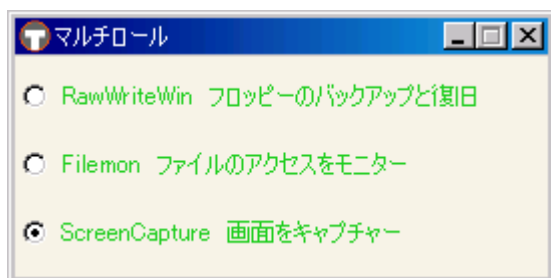 マルチロール
RawWriteWin フロッピーのバックアップと復旧
Filemon ファイルのアクセスをモニター
ScreenCapture 画面をキャプチャー